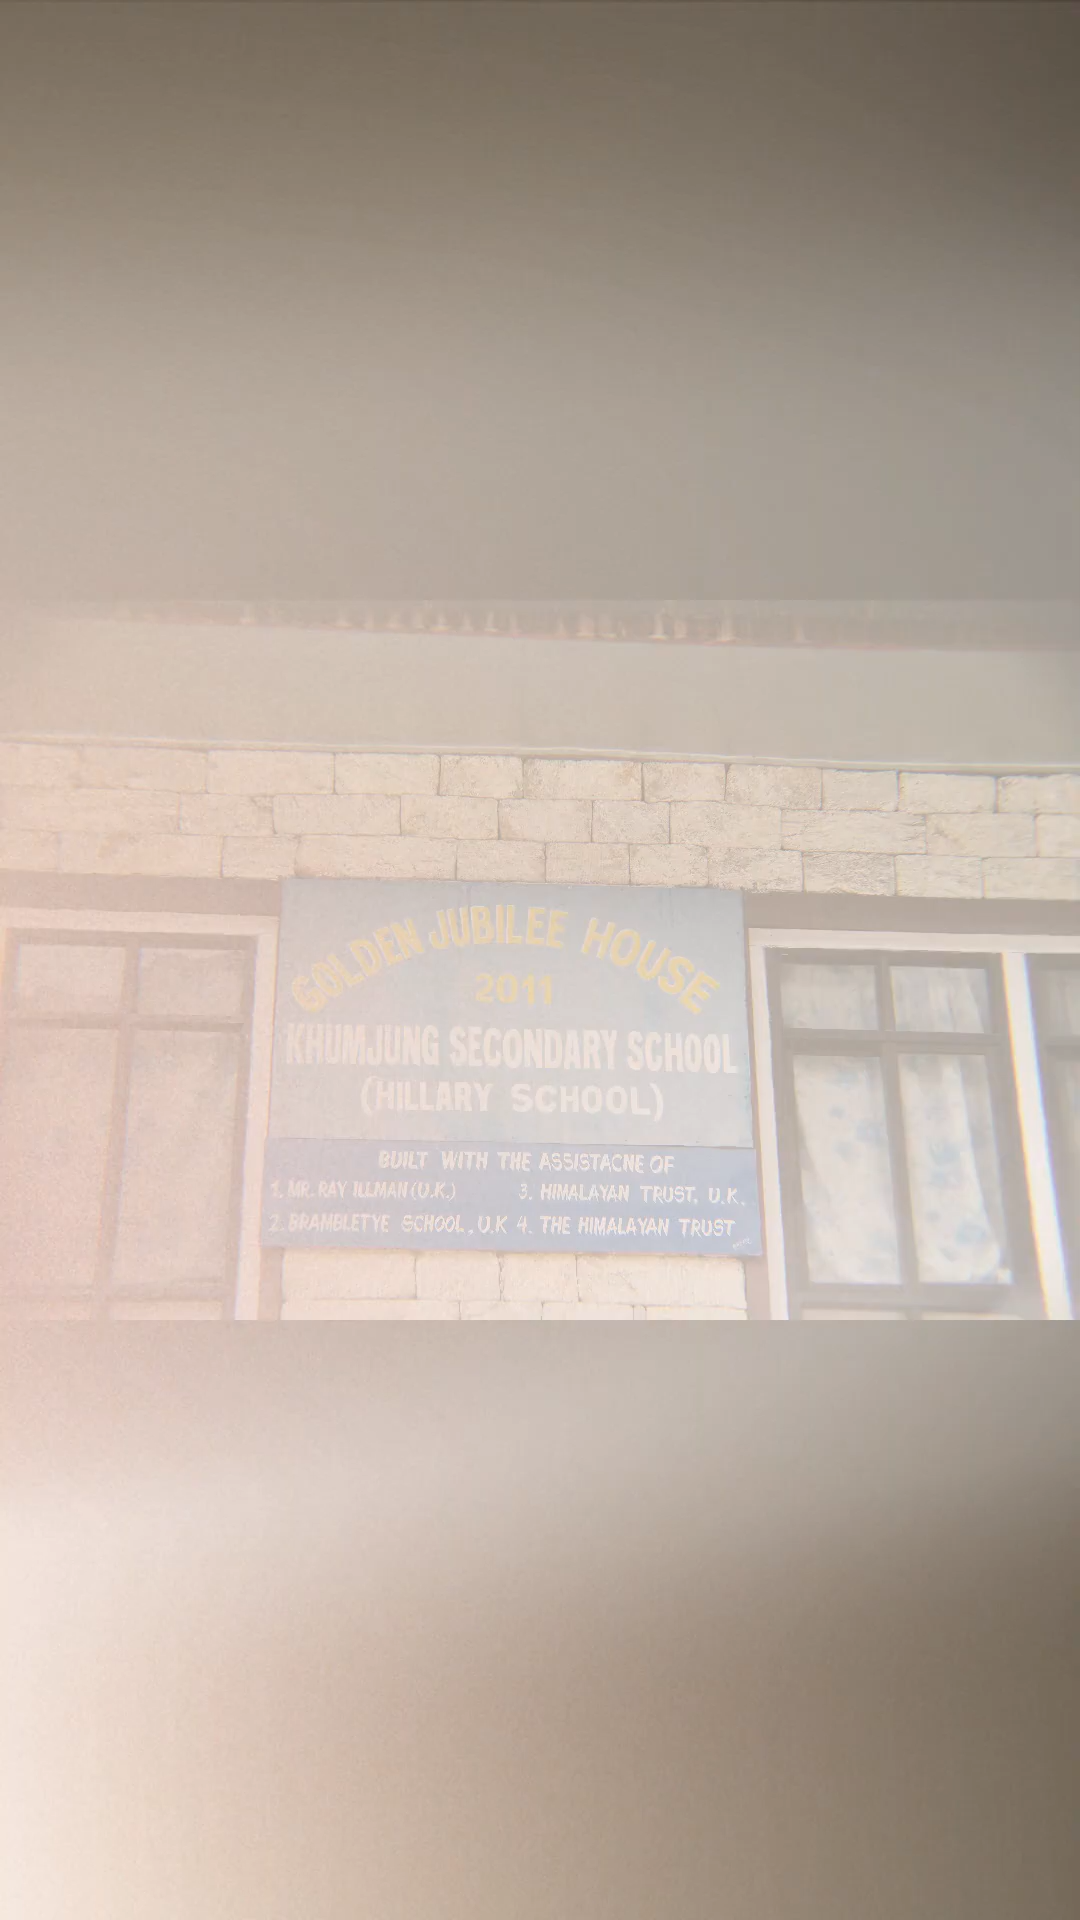 GOLDEN JUBILEE HOUSE
2011
KHUMJUNG SECONDARY SCHOOL
(HILLARY SCHOOL)
BUILT WITH THE ASSISTACNE OF
1. MR. RAY ILLMAN (U.K.)
2. BRAMBLETYE SCHOOL, U.K
3. HIMALAYAN TRUST, U.K.
4. THE HIMALAYAN TRUST